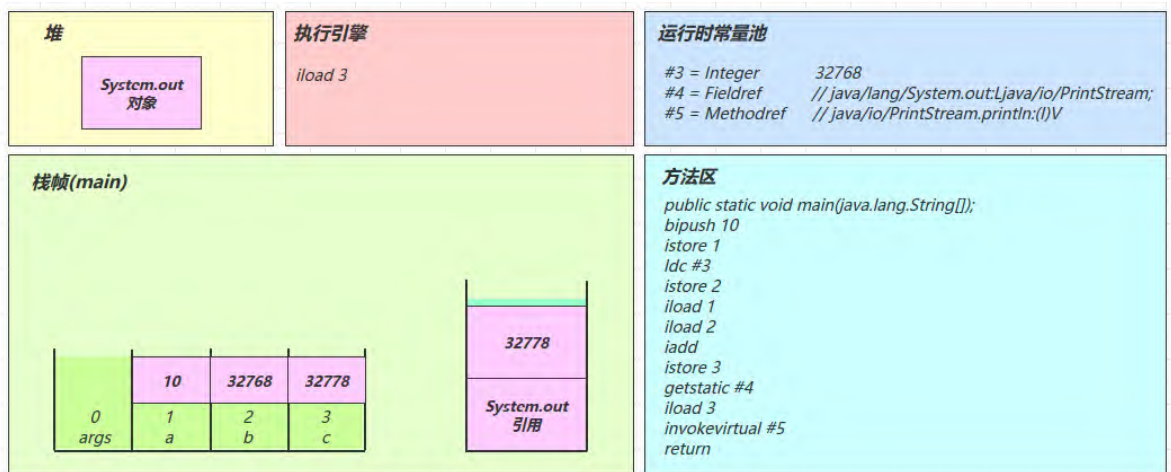 堆
System.out
对象
执行引擎
iload 3
运行时常量池
#3 = Integer 32768
#4 = Fieldref // java/lang/System.out:Ljava/io/PrintStream;
#5 = Methodref // java/io/PrintStream.println:(I)V
栈帧(main)
10 32768 32778
0 1 2 3
args a b c
32778
System.out
引用
方法区
public static void main(java.lang.String[]);
bipush 10
istore 1
ldc #3
istore 2
iload 1
iload 2
iadd
istore 3
getstatic #4
iload 3
invokevirtual #5
return